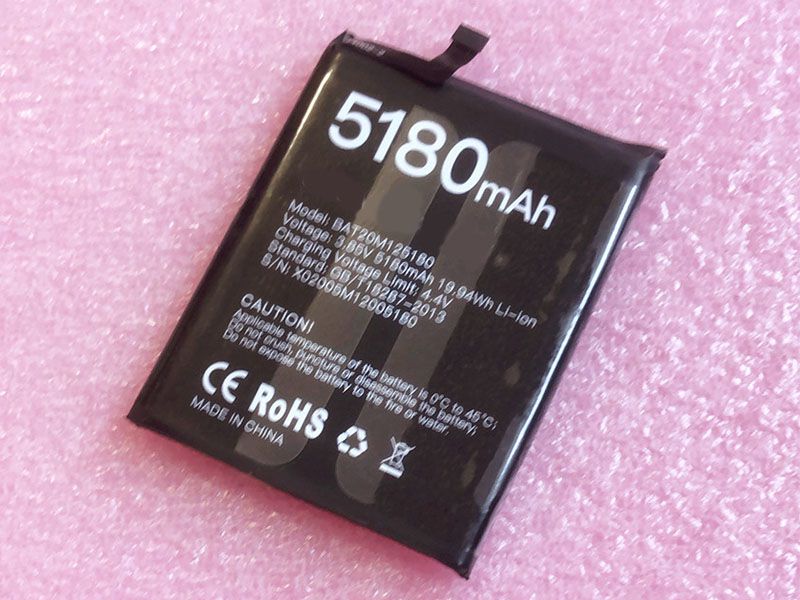 5180mAh
Model: BAT20M125180
Voltage: 3.85V 5180mAh 19.94Wh Li-ion
Charging Voltage Limit: 4.4V
Standard: GB/T18287-2013
S/N: X02005M12005180
CAUTION!
Applicable temperature of the battery is 0°C to 45°C;
Do not crush, puncture or disassemble the battery;
Do not expose the battery to the fire or water.
CE RoHS
MADE IN CHINA